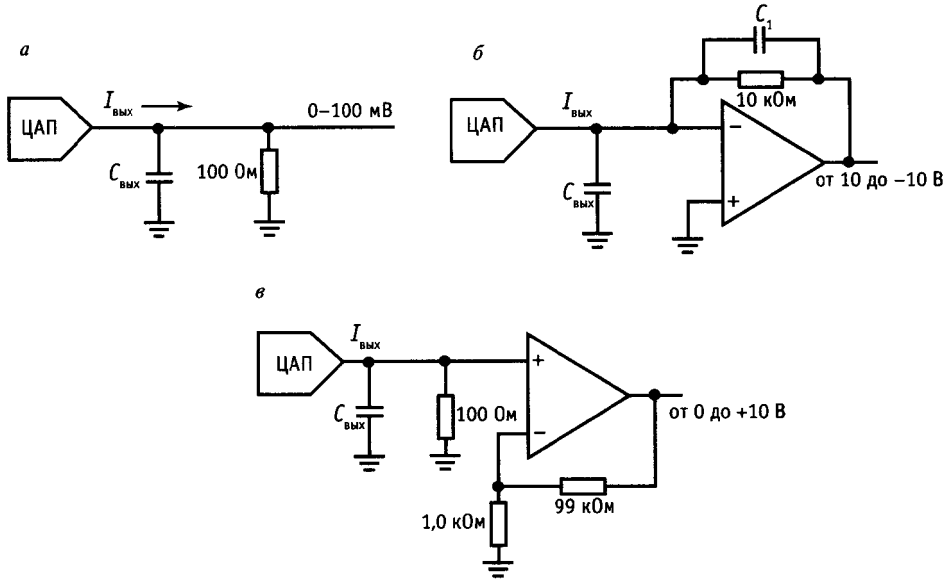 а
ЦАП
Iвых
0–100 мВ
Cвых
100 Ом
б
ЦАП
Iвых
Cвых
C1
10 кОм
−
+
от 10 до −10 В
в
ЦАП
Iвых
Cвых
100 Ом
+
−
от 0 до +10 В
99 кОм
1,0 кОм